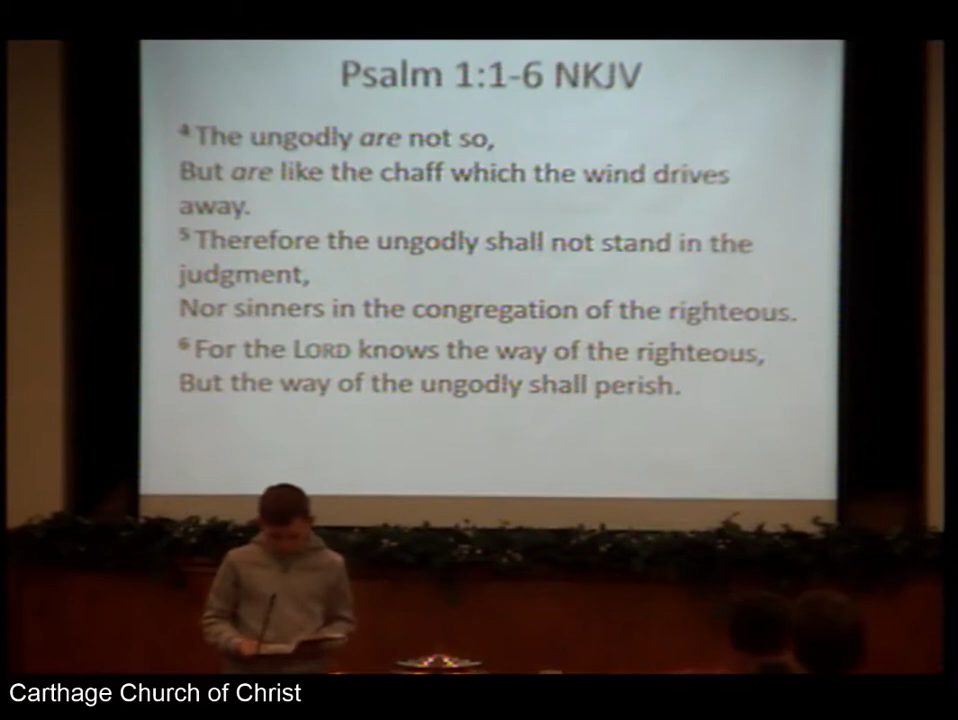 Psalm 1:1-6 NKJV
4 The ungodly are not so,
But are like the chaff which the wind drives
away.
5 Therefore the ungodly shall not stand in the
judgment,
Nor sinners in the congregation of the righteous.
6 For the LORD knows the way of the righteous,
But the way of the ungodly shall perish.
Carthage Church of Christ